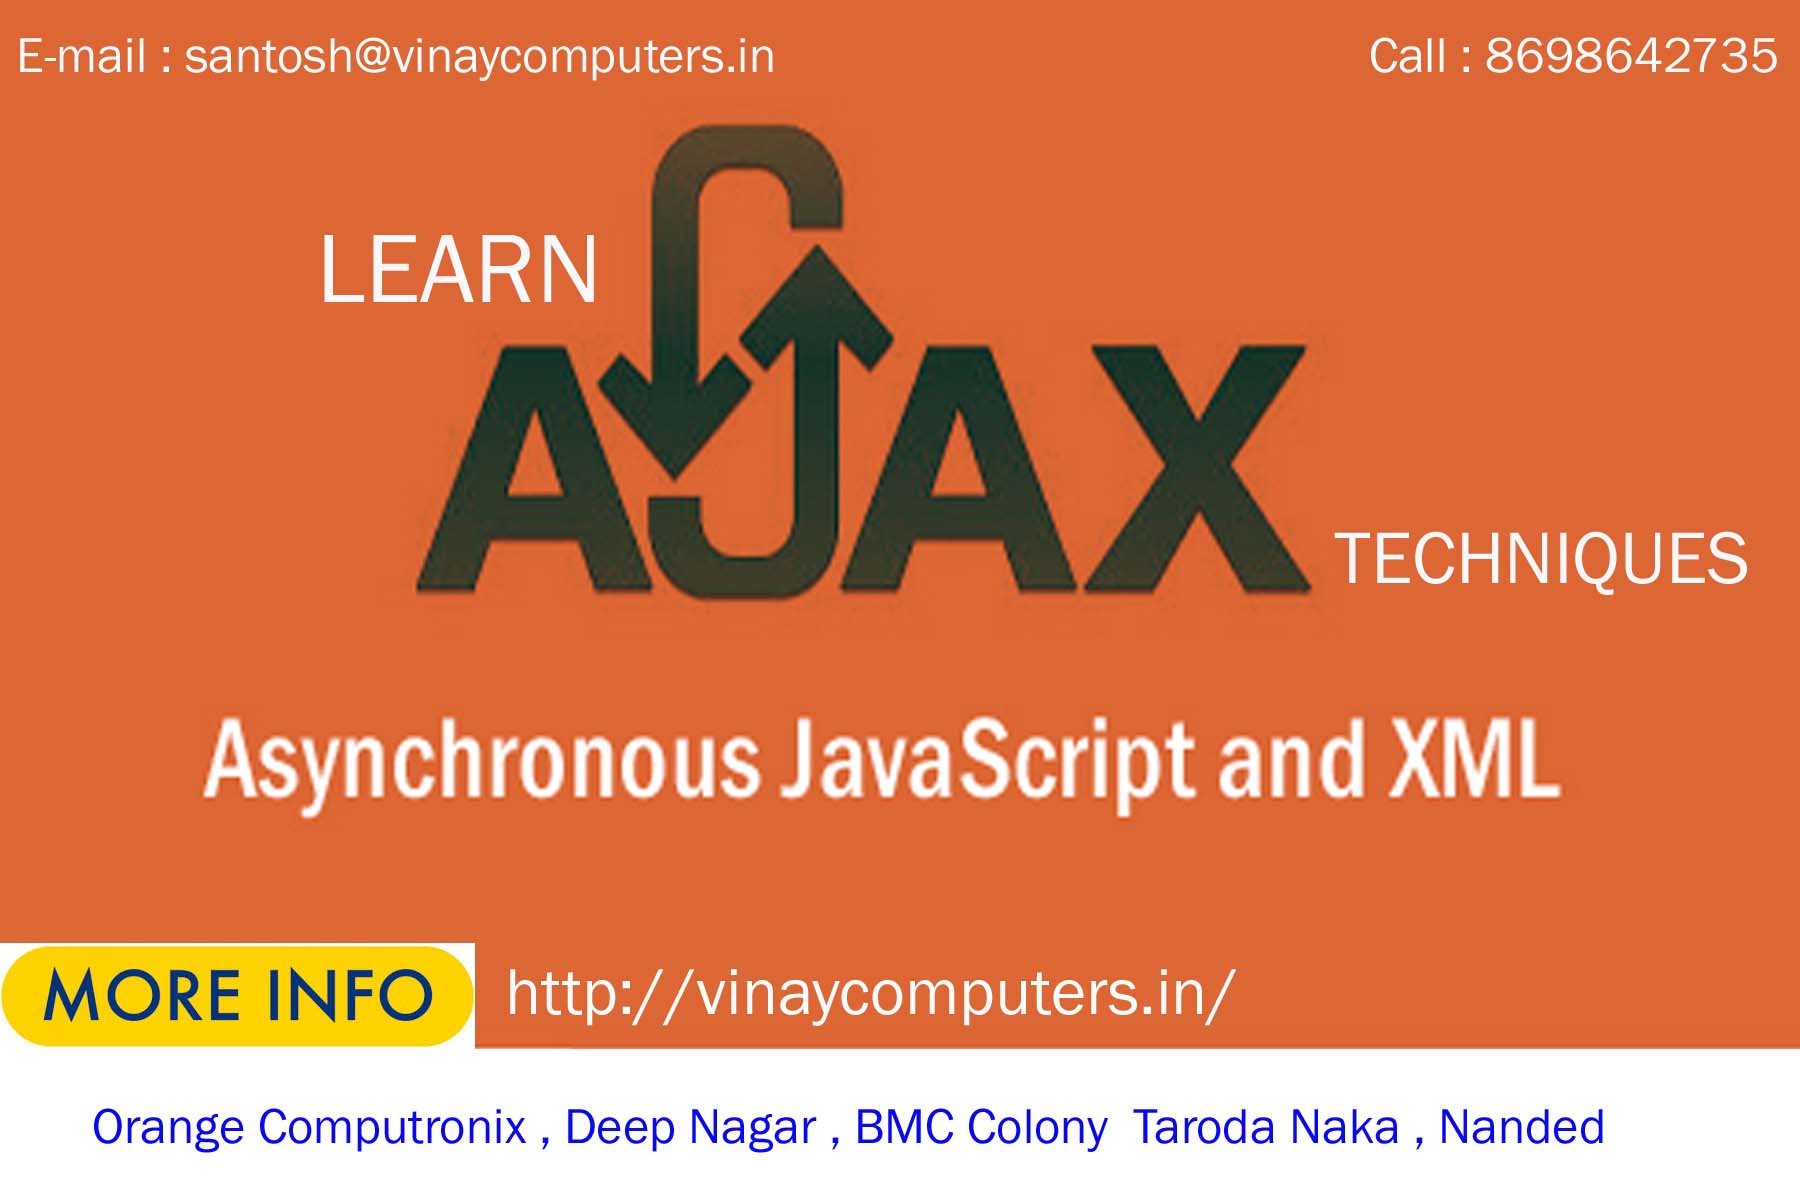 E-mail : santosh@vinaycomputers.in
Call : 8698642735
LEARN
AJAX
TECHNIQUES
Asynchronous JavaScript and XML
MORE INFO
http://vinaycomputers.in/
Orange Computronix , Deep Nagar , BMC Colony  Taroda Naka , Nanded